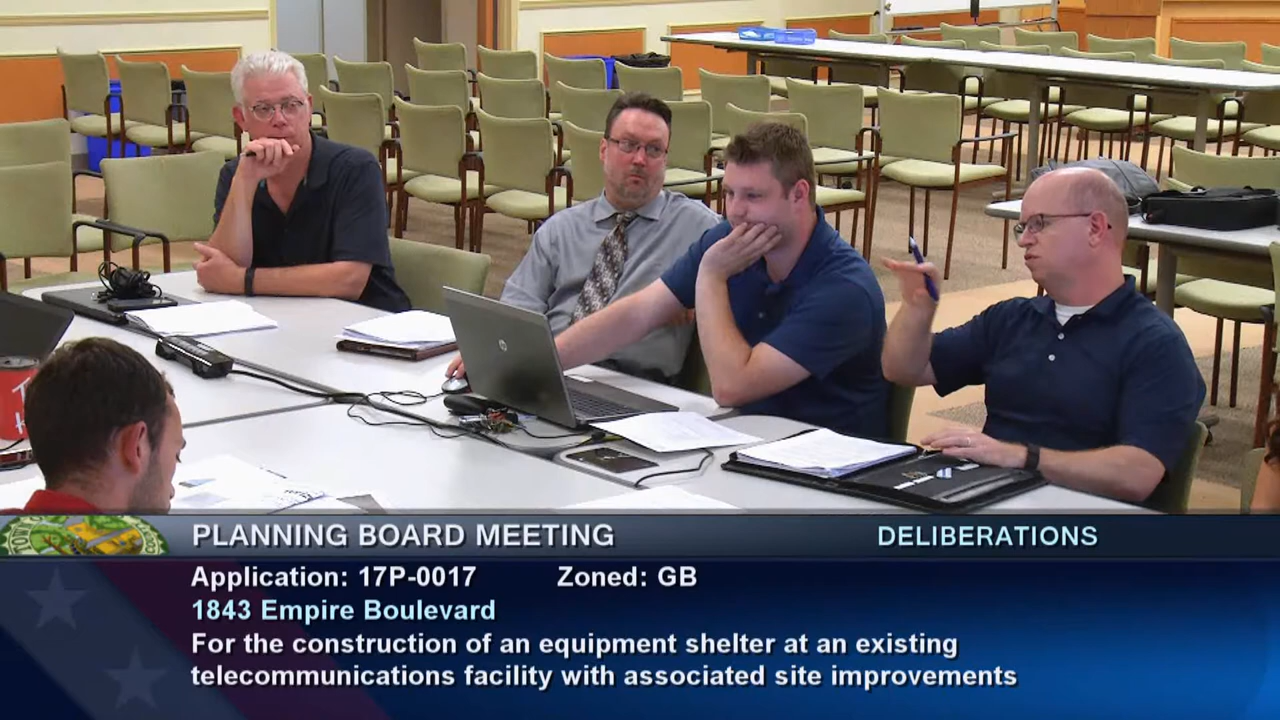 PLANNING BOARD MEETING DELIBERATIONS
Application: 17P-0017 Zoned: GB
1843 Empire Boulevard
For the construction of an equipment shelter at an existing
telecommunications facility with associated site improvements